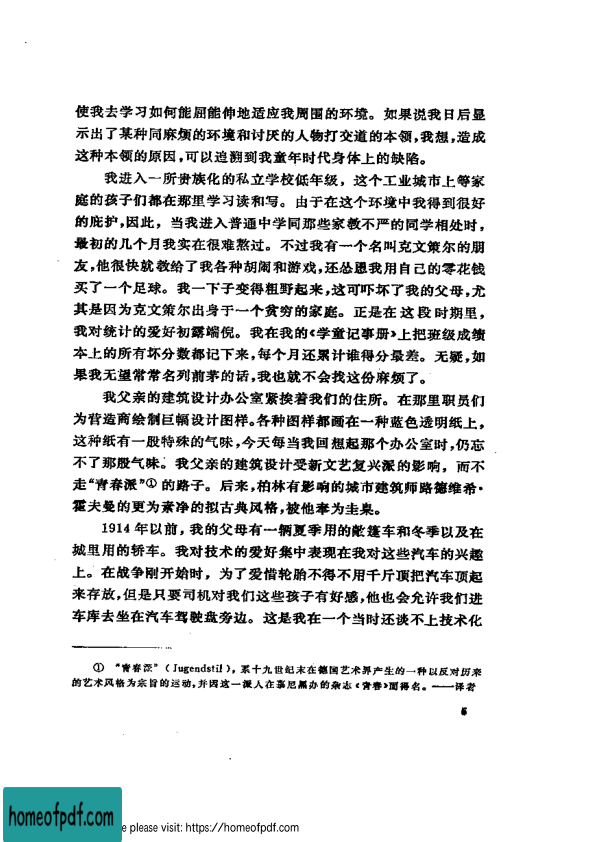 使我去学习如何能屈能伸地适应我周围的环境。如果说我日后显
示出了某种同麻烦的环境和讨厌的人物打交道的本领,我想,造成
这种本领的原因,可以追溯到我童年时代身体上的缺陷。
我进入一所贵族化的私立学校低年级，这个工业城市上等家
庭的孩子们都在那里学习读和写。由于在这个环境中我得到很好
的庇护,因此，当我进入普通中学同那些家教不严的同学相处时，
最初的几个月我实在很难熬过。不过我有一个名叫克文策尔的朋
友,他很快就教给了我各种胡闹和游戏,还怂恿我用自己的零花钱
买了一个足球。我一下子变得粗野起来,这可吓坏了我的父母,尤
其是因为克文策尔出身于一个贫穷的家庭。正是在这段时期里，
我对统计的爱好初露端倪。我在我的《学童记事册》上把班级成绩
本上的所有坏分数都记下来,每个月还累计谁得分最差。无疑,如
果我无望常常名列前茅的话,我也就不会找这份麻烦了。
我父亲的建筑设计办公室紧挨着我们的住所。在那里职员们
为营造商绘制巨幅设计图样。各种图样都画在一种蓝色透明纸上，
这种纸有一股特殊的气味,今天每当我回想起那个办公室时,仍忘
不了那股气味。我父亲的建筑设计受新文艺复兴派的影响，而不
走“青春派”①的路子。后来,柏林有影响的城市建筑师路德维希·
霍夫曼的更为素净的拟古典风格,被他奉为圭臬。
1914年以前，我的父母有一辆夏季用的敞篷车和冬季以及在
城里用的轿车。我对技术的爱好集中表现在我对这些汽车的兴趣
上。在战争刚开始时，为了爱惜轮胎不得不用千斤顶把汽车顶起
来存放,但是只要司机对我们这些孩子有好感,他也会允许我们进
车库去坐在汽车驾驶盘旁边。这是我在一个当时还谈不上技术化
① “青春派”（Jugendstil），系十九世纪末在德国艺术界产生的一种以反对历来
的艺术风格为宗旨的运动,并因这一派人在慕尼黑办的杂志《青春》而得名。——译者
5
homeofpdf.com
e please visit: https://homeofpdf.com